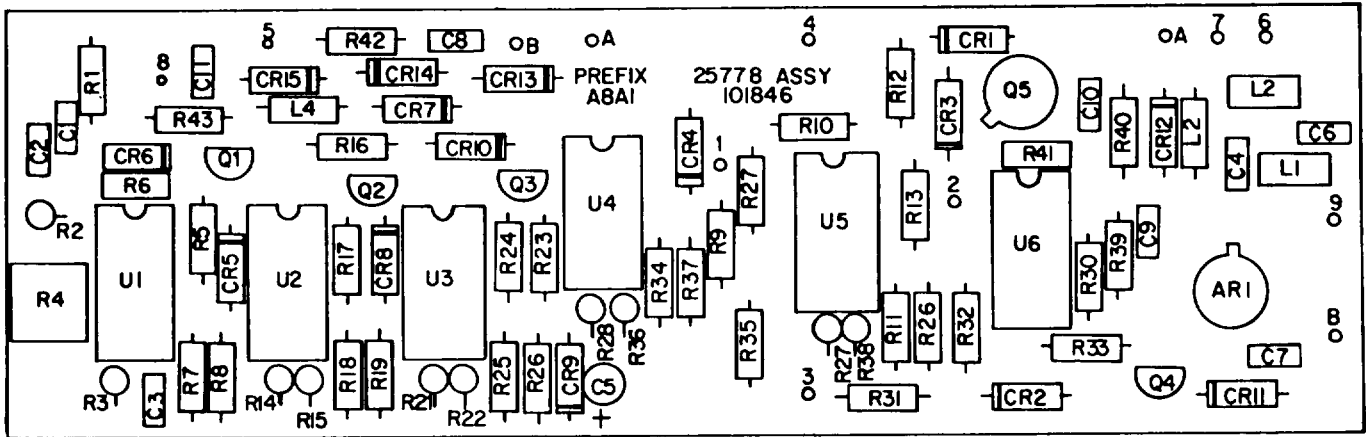 5
R42
C8
B
A
4
CR1
A
7
6
R1
8
C11
CR15
CR14
CR13
PREFIX
A8A1
25778 ASSY
101846
R12
CR3
Q5
C10
L2
L4
CR7
R43
R10
R40
CR12
L2
C6
C2
C1
CR6
R6
Q1
R16
CR10
CR4
1
R27
R41
C4
L1
Q2
Q3
U4
R2
R5
CR5
R17
CR8
R24
R23
R9
U5
R13
2
U6
C9
9
R4
U1
U2
U3
R34
R37
R30
R39
AR1
R28
R36
R35
R27
R38
R11
R26
R32
R33
B
C7
R3
C3
R7
R8
R14
R15
R18
R19
R21
R22
R25
R26
CR9
C5
+
3
R31
CR2
Q4
CR11